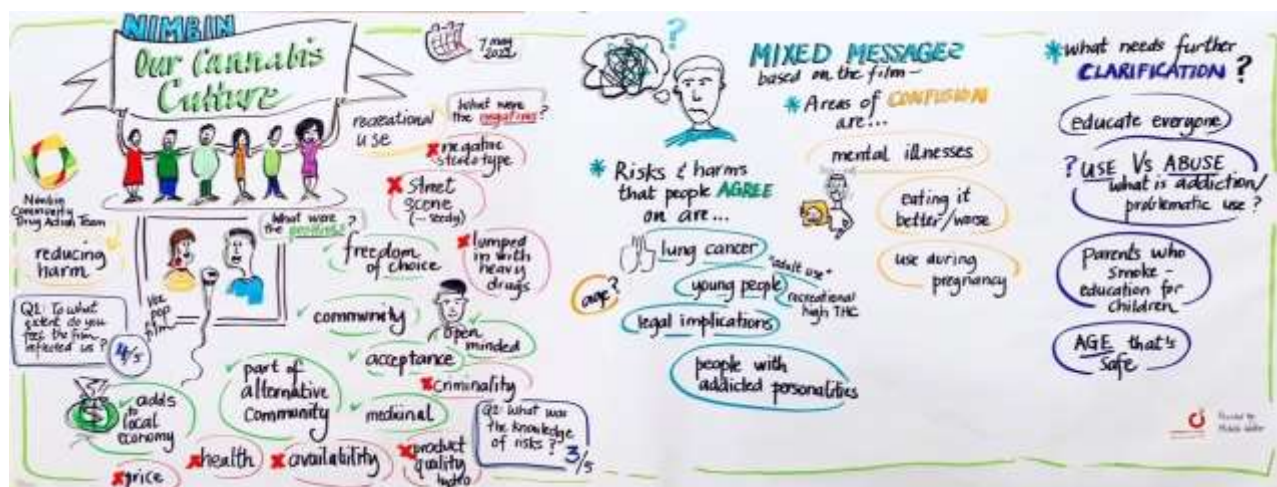 NIMBIN
Our Cannabis
Culture
7 May
2022
Nimbin
Community
Drug Action Team
reducing
harm
recreational
use
What were
the negatives?
negative
stereotype
street
scene
(– seedy)
lumped
in with
heavy
drugs
What were
the positives?
freedom
of choice
community
open
minded
acceptance
criminality
Vox
pop
film
Q1: To what
extent do you
feel the film
reflected us?
4/5
adds
to
local
economy
part of
alternative
community
medicinal
price
health
availability
product
quality
hydro
Q2: What was
the knowledge
of risks?
3/5
?
MIXED MESSAGES
based on the film –
* Areas of CONFUSION
are...
mental illnesses
eating it
better/worse
use during
pregnancy
* Risks & harms
that people AGREE
on are...
lung cancer
age?
young people
"adult use"
recreational
high THC
legal implications
people with
addicted personalities
* What needs further
CLARIFICATION?
educate everyone
? USE Vs ABUSE
What is addiction/
problematic use?
Parents who
smoke –
education for
children
AGE that's
safe